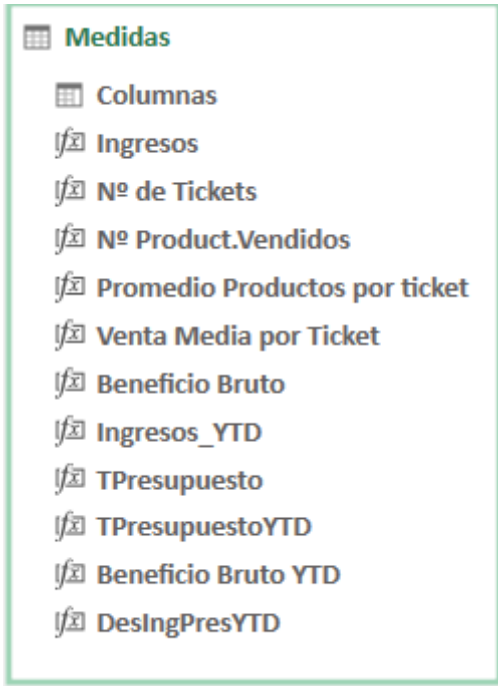 Medidas
Columnas
Ingresos
Nº de Tickets
Nº Product.Vendidos
Promedio Productos por ticket
Venta Media por Ticket
Beneficio Bruto
Ingresos_YTD
TPresupuesto
TPresupuestoYTD
Beneficio Bruto YTD
DesIngPresYTD